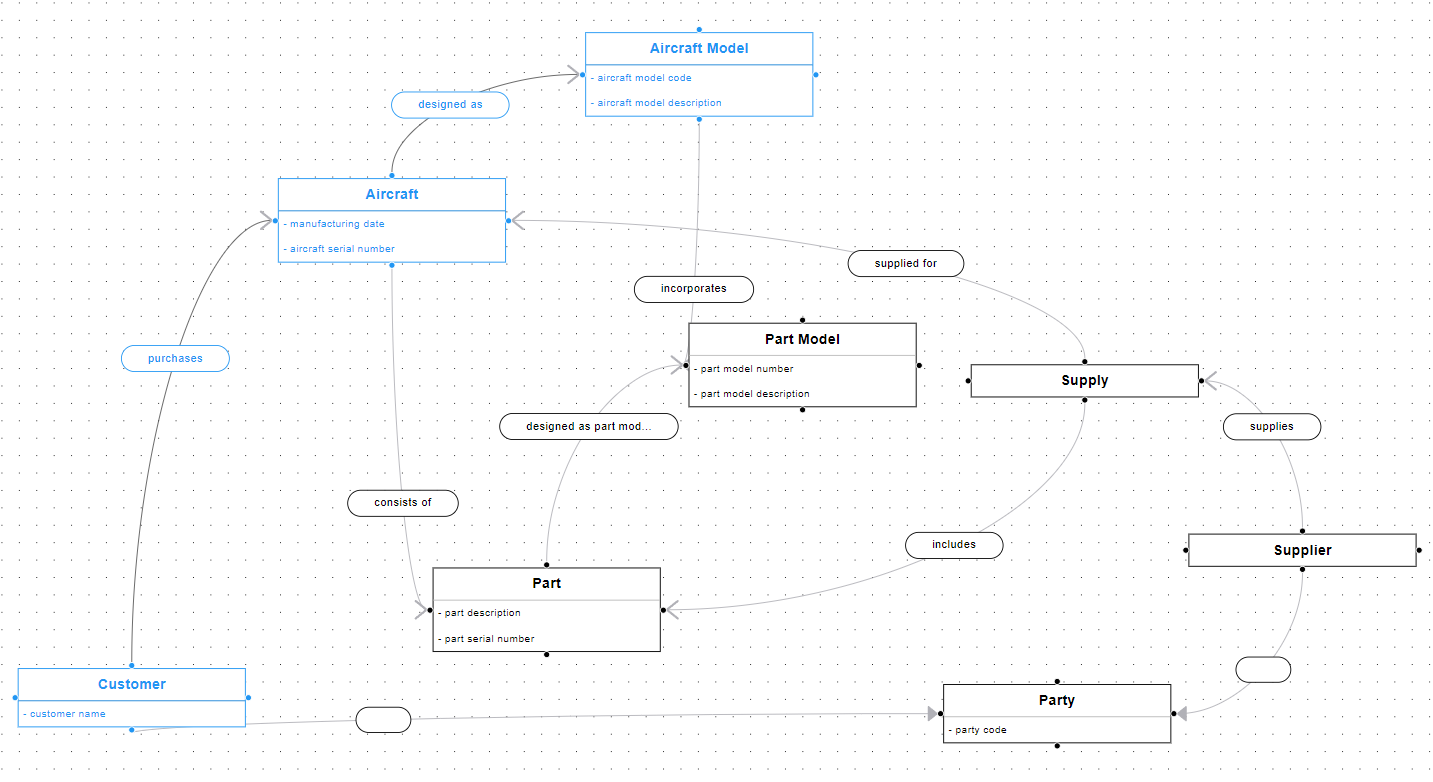 Aircraft Model
- aircraft model code
- aircraft model description
designed as
Aircraft
- manufacturing date
- aircraft serial number
supplied for
incorporates
Part Model
- part model number
- part model description
purchases
Supply
designed as part mod...
supplies
consists of
includes
Supplier
Part
- part description
- part serial number
Customer
- customer name
Party
- party code